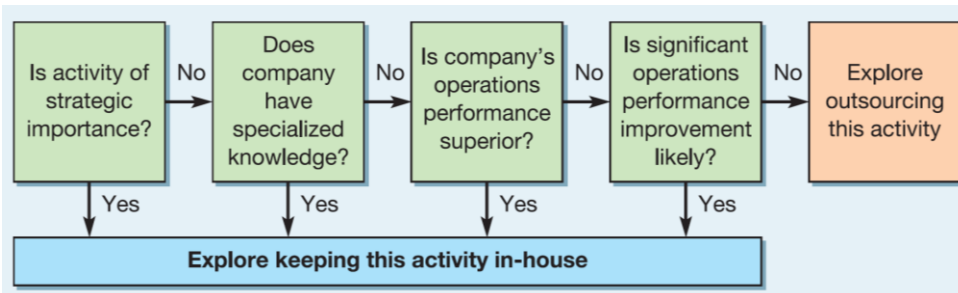 Is activity of
strategic
importance?
No
Does
company
have
specialized
knowledge?
No
Is company's
operations
performance
superior?
No
Is significant
operations
performance
improvement
likely?
No
Explore
outsourcing
this activity
Yes
Yes
Yes
Yes
Explore keeping this activity in-house